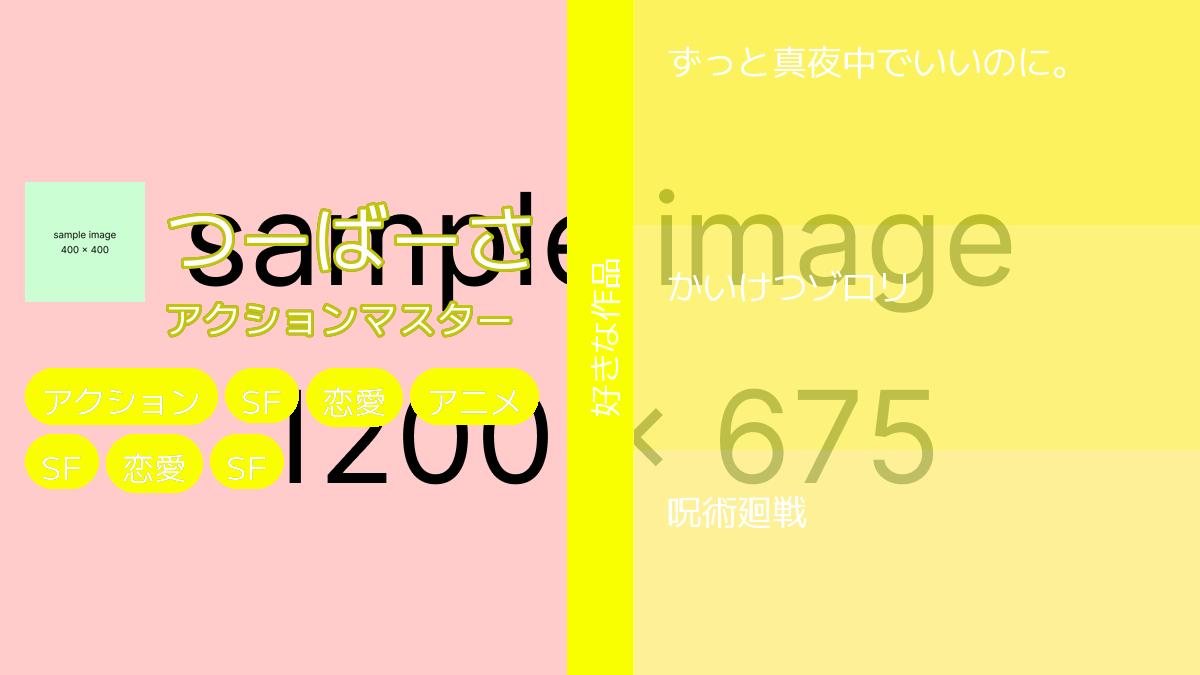 sample image
1200 × 675
sample image
400 × 400
つーばーさ
アクションマスター
アクション SF 恋愛 アニメ
SF 恋愛 SF
好きな作品
ずっと真夜中でいいのに。
かいけつゾロリ
呪術廻戦